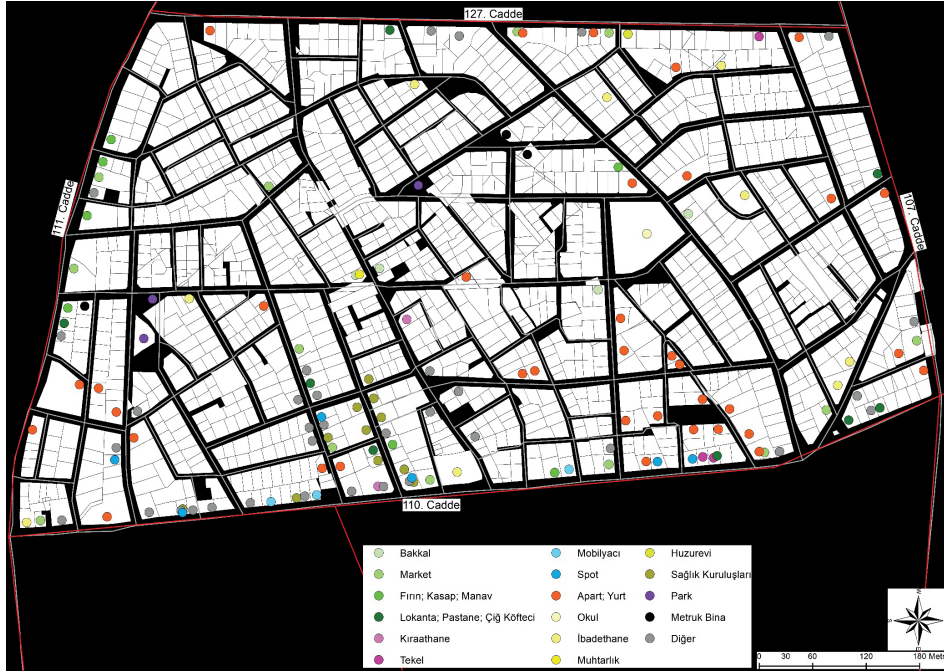 127. Cadde
111. Cadde
107. Cadde
110. Cadde
Bakkal
Market
Fırın; Kasap; Manav
Lokanta; Pastane; Çiğ Köfteci
Kıraathane
Tekel
Mobilyacı
Spot
Apart; Yurt
Okul
İbadethane
Muhtarlık
Huzurevi
Sağlık Kuruluşları
Park
Metruk Bina
Diğer
0 30 60 120 180 Mete